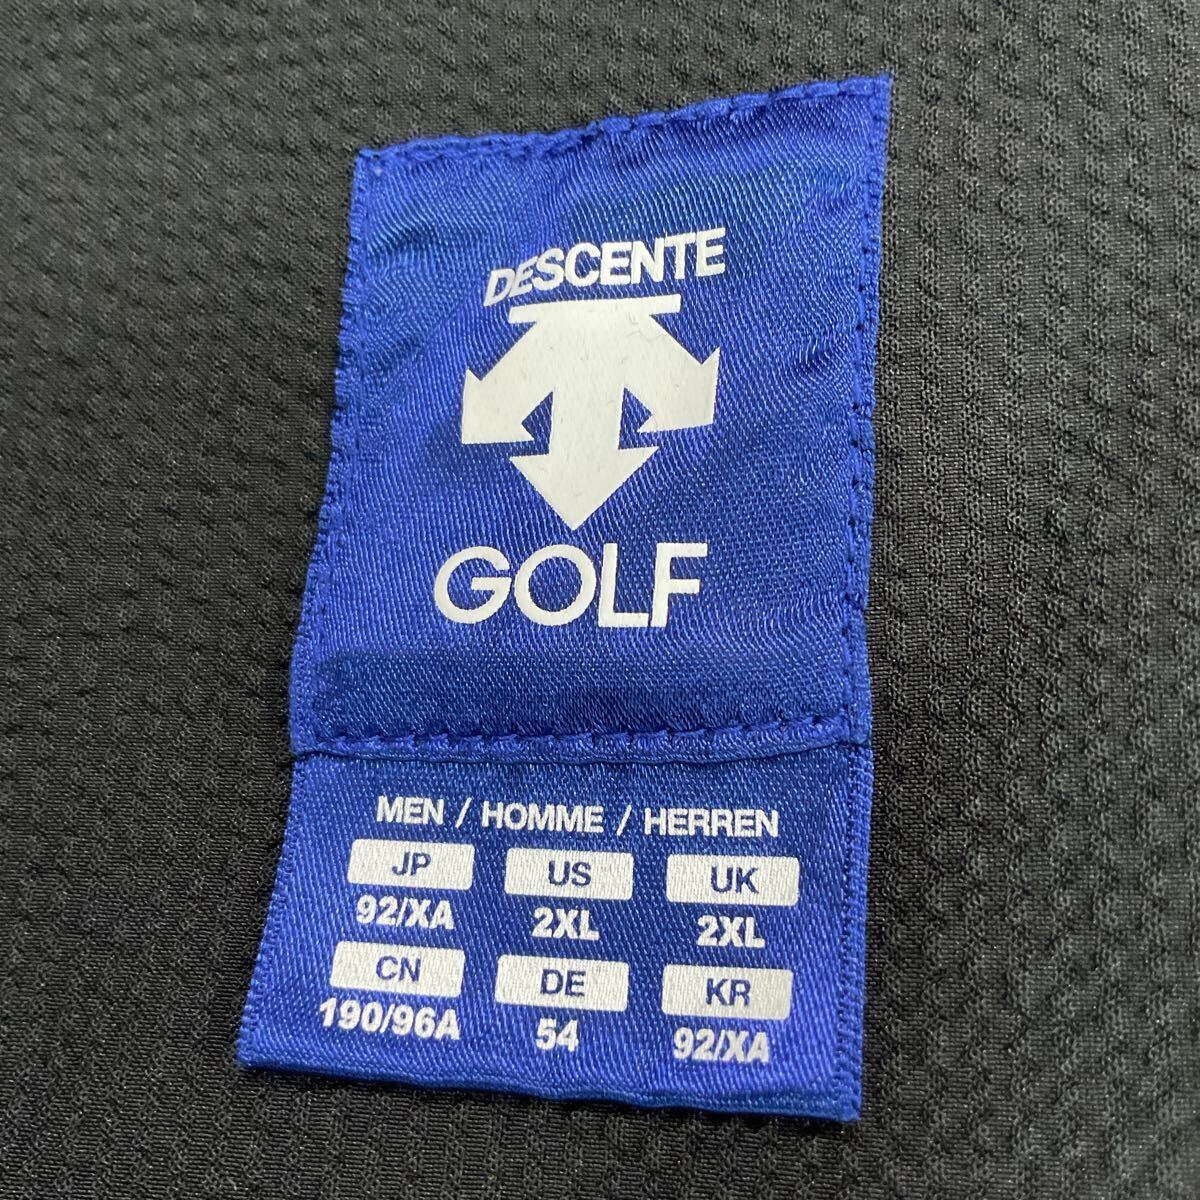 DESCENTE
GOLF
MEN / HOMME / HERREN
JP US UK
92/XA 2XL 2XL
CN DE KR
190/96A 54 92/XA